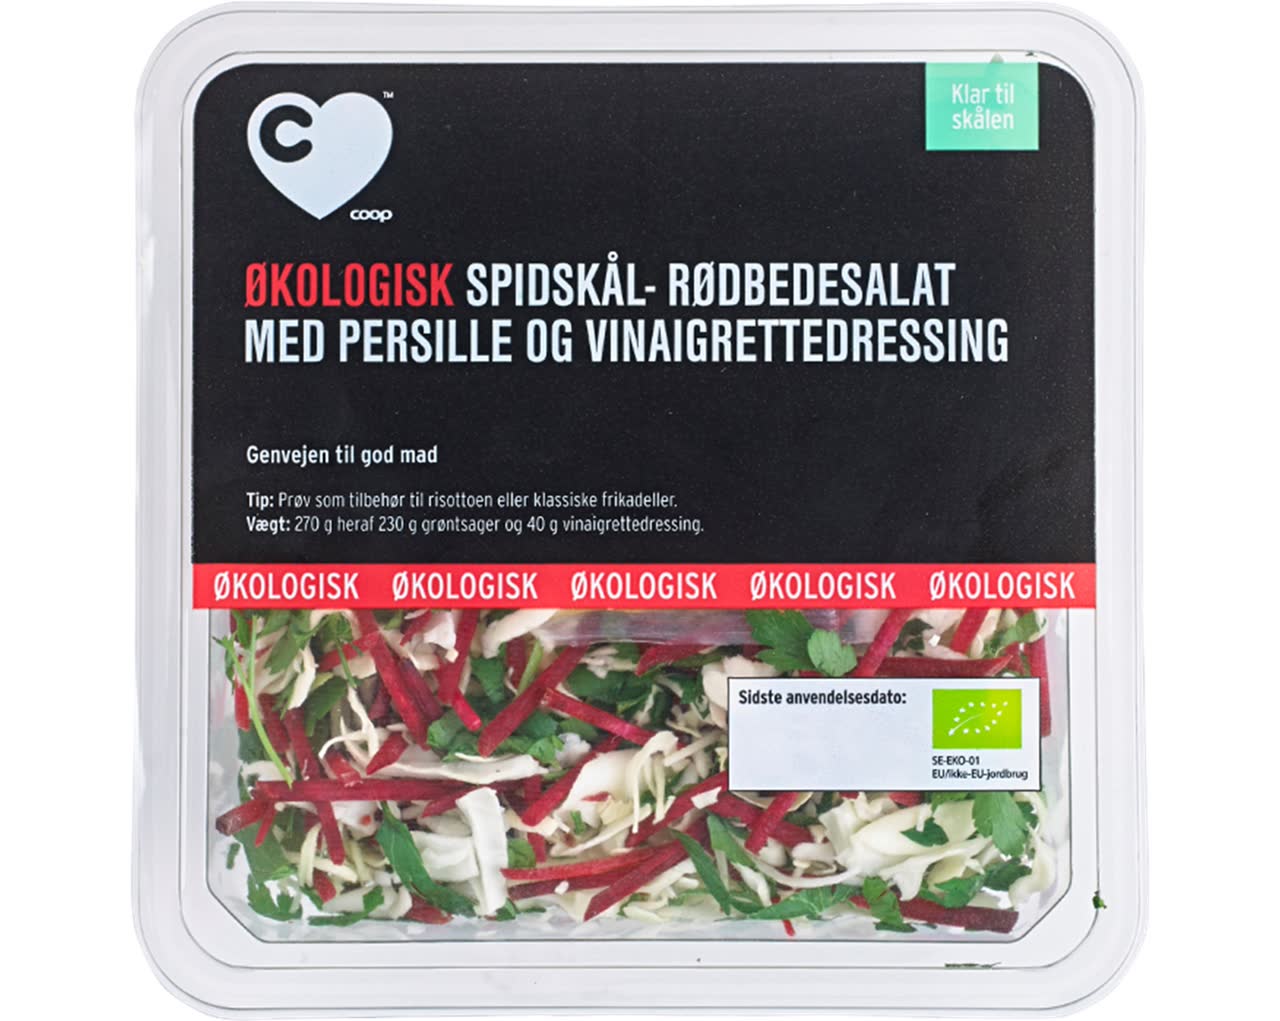 C
™
coop
Klar til
skålen
ØKOLOGISK SPIDSKÅL- RØDBEDESALAT
MED PERSILLE OG VINAIGRETTEDRESSING
Genvejen til god mad
Tip: Prøv som tilbehør til risottoen eller klassiske frikadeller.
Vægt: 270 g heraf 230 g grøntsager og 40 g vinaigrettedressing.
ØKOLOGISK ØKOLOGISK ØKOLOGISK ØKOLOGISK ØKOLOGISK
Sidste anvendelsesdato:
SE-EKO-01
EU/Ikke-EU-jordbrug